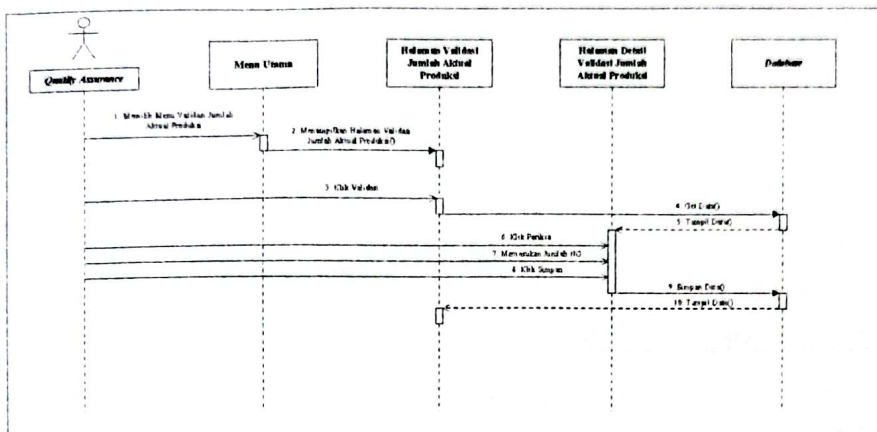 Quality Assurance
Menu Utama
Halaman Validasi
Jumlah Aktual
Produksi
Halaman Detail
Validasi Jumlah
Aktual Produksi
Database
1. Memilih Menu Validasi Jumlah
Aktual Produksi
2. Menampilkan Halaman Validasi
Jumlah Aktual Produksi()
3. Klik Validasi
4. Get Data()
5. Tampil Data()
6. Klik Periksa
7. Memasukan Jumlah
8. Klik Simpan
9. Simpan Data()
10. Tampil Data()